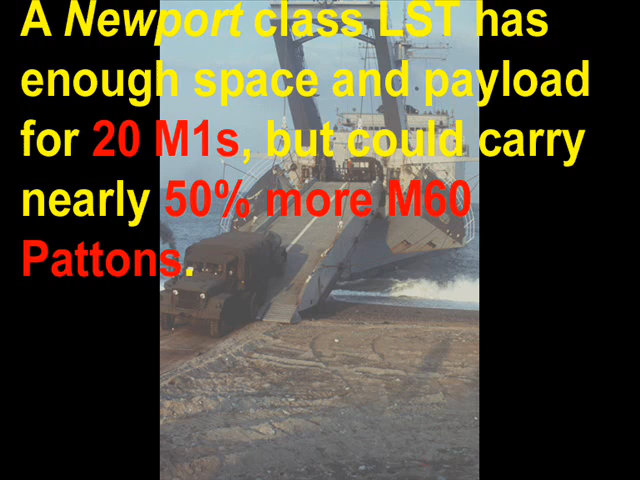 A Newport class LST has
enough space and payload
for 20 M1s, but could carry
nearly 50% more M60
Pattons.